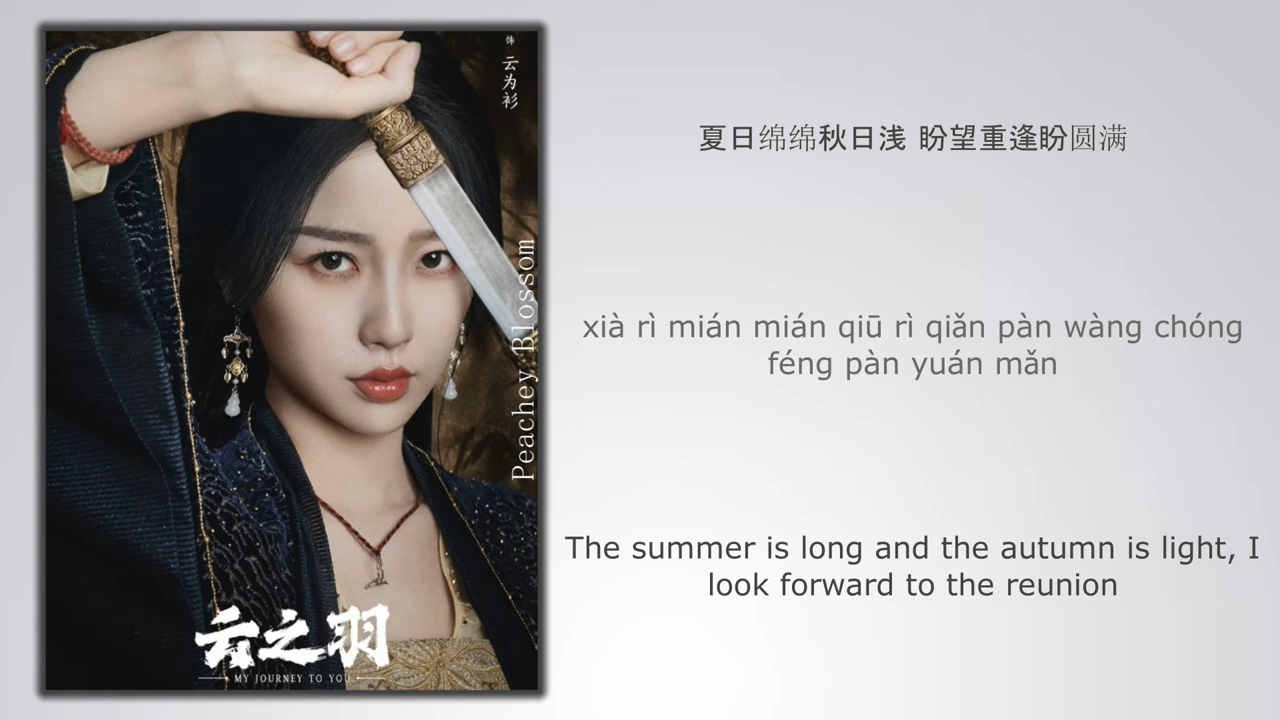 饰
云为衫
Peachey Blossom
云之羽
MY JOURNEY TO YOU
夏日绵绵秋日浅 盼望重逢盼圆满
xià rì mián mián qiū rì qiǎn pàn wàng chóng
féng pàn yuán mǎn
The summer is long and the autumn is light, I
look forward to the reunion